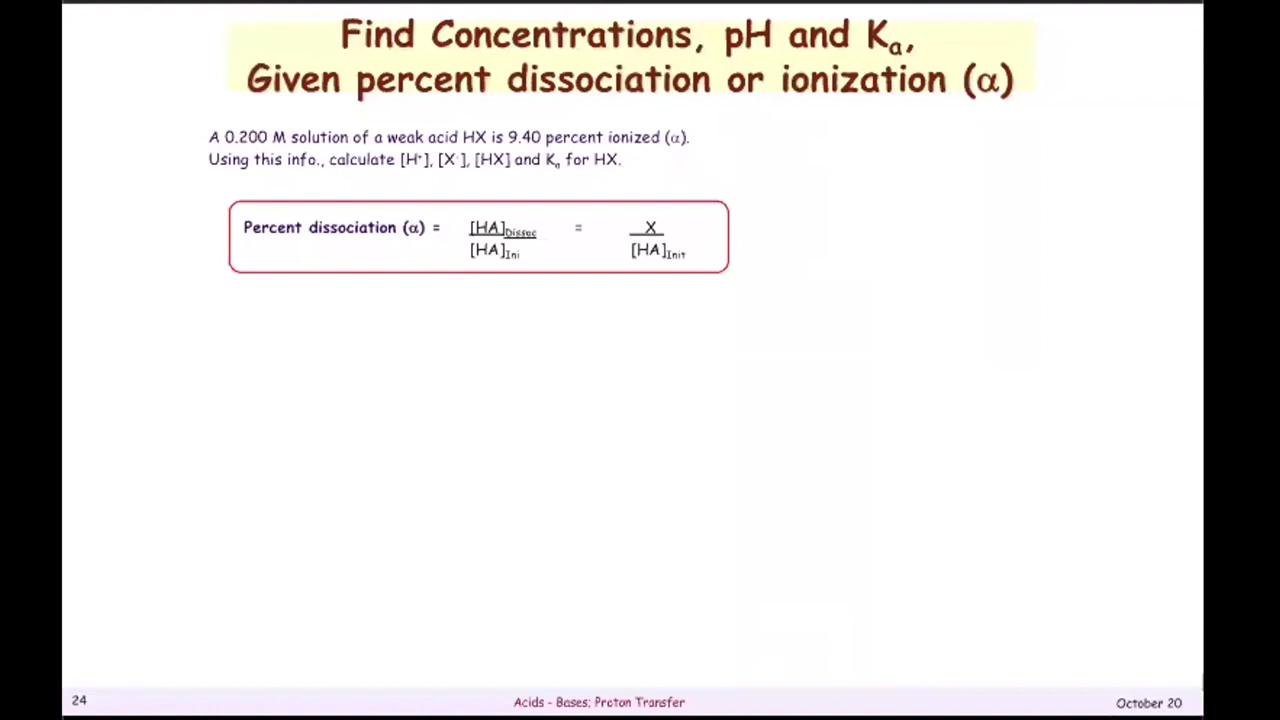 Find Concentrations, pH and Kₐ,
Given percent dissociation or ionization (α)
A 0.200 M solution of a weak acid HX is 9.40 percent ionized (α).
Using this info., calculate [H⁺], [X⁻], [HX] and Kₐ for HX.
Percent dissociation (α) = [HA]Dissoc = X
[HA]Ini [HA]Init
24 Acids - Bases; Proton Transfer October 20